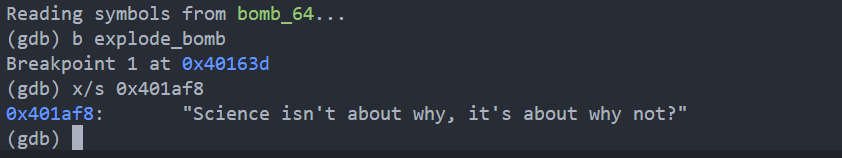 Reading symbols from bomb_64...
(gdb) b explode_bomb
Breakpoint 1 at 0x40163d
(gdb) x/s 0x401af8
0x401af8:       "Science isn't about why, it's about why not?"
(gdb)